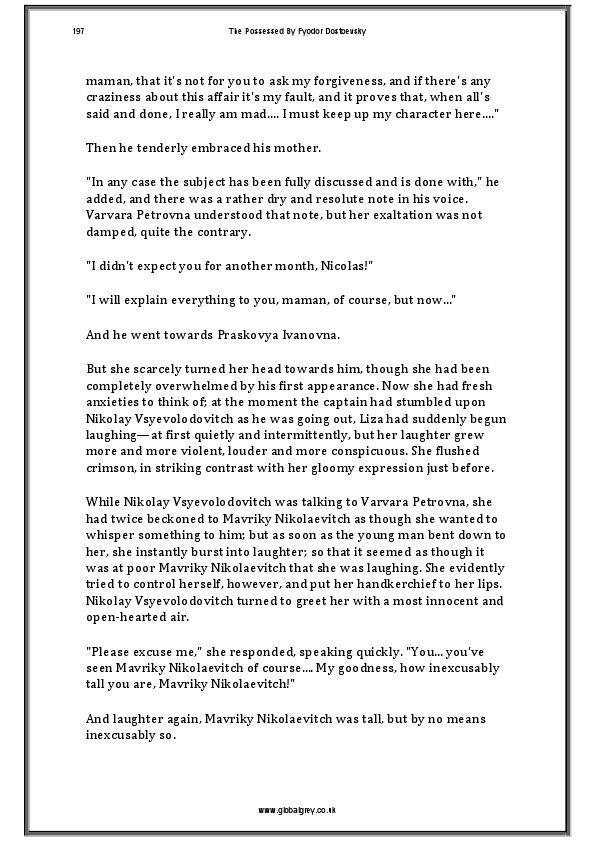 197
The Possessed By Fyodor Dostoevsky
maman, that it's not for you to ask my forgiveness, and if there's any
craziness about this affair it's my fault, and it proves that, when all's
said and done, I really am mad.... I must keep up my character here...."
Then he tenderly embraced his mother.
"In any case the subject has been fully discussed and is done with," he
added, and there was a rather dry and resolute note in his voice.
Varvara Petrovna understood that note, but her exaltation was not
damped, quite the contrary.
"I didn't expect you for another month, Nicolas!"
"I will explain everything to you, maman, of course, but now..."
And he went towards Praskovya Ivanovna.
But she scarcely turned her head towards him, though she had been
completely overwhelmed by his first appearance. Now she had fresh
anxieties to think of; at the moment the captain had stumbled upon
Nikolay Vsyevolodovitch as he was going out, Liza had suddenly begun
laughing—at first quietly and intermittently, but her laughter grew
more and more violent, louder and more conspicuous. She flushed
crimson, in striking contrast with her gloomy expression just before.
While Nikolay Vsyevolodovitch was talking to Varvara Petrovna, she
had twice beckoned to Mavriky Nikolaevitch as though she wanted to
whisper something to him; but as soon as the young man bent down to
her, she instantly burst into laughter; so that it seemed as though it
was at poor Mavriky Nikolaevitch that she was laughing. She evidently
tried to control herself, however, and put her handkerchief to her lips.
Nikolay Vsyevolodovitch turned to greet her with a most innocent and
open-hearted air.
"Please excuse me," she responded, speaking quickly. "You... you've
seen Mavriky Nikolaevitch of course.... My goodness, how inexcusably
tall you are, Mavriky Nikolaevitch!"
And laughter again, Mavriky Nikolaevitch was tall, but by no means
inexcusably so.
www.globalgrey.co.uk